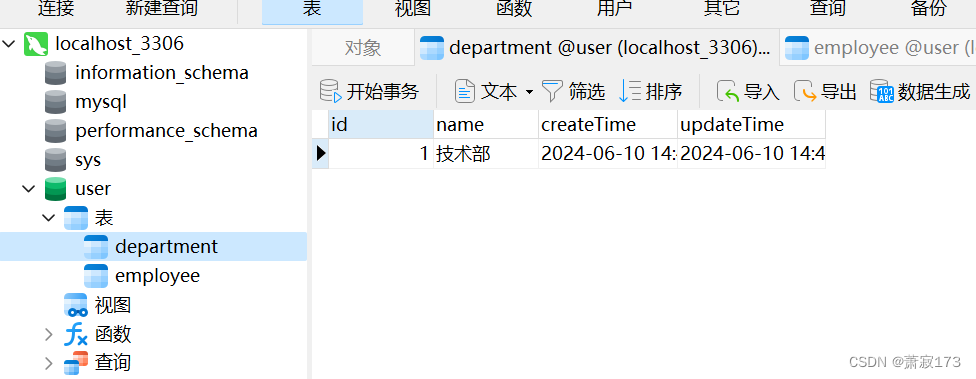 连接 新建查询 表 视图 函数 用户 其它 查询 备份
localhost_3306
information_schema
mysql
performance_schema
sys
user
表
department
employee
视图
函数
查询
对象 department @user (localhost_3306)... employee @user (l
开始事务 文本 筛选 排序 导入 导出 数据生成
id name createTime updateTime
1 技术部 2024-06-10 14: 2024-06-10 14:4
CSDN @萧寂173